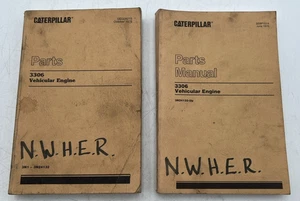 CATERPILLAR
Parts
3306
Vehicular Engine
N.W.H.E.R.
CATERPILLAR
Parts
Manual
3306
Vehicular Engine
N.W.H.E.R.